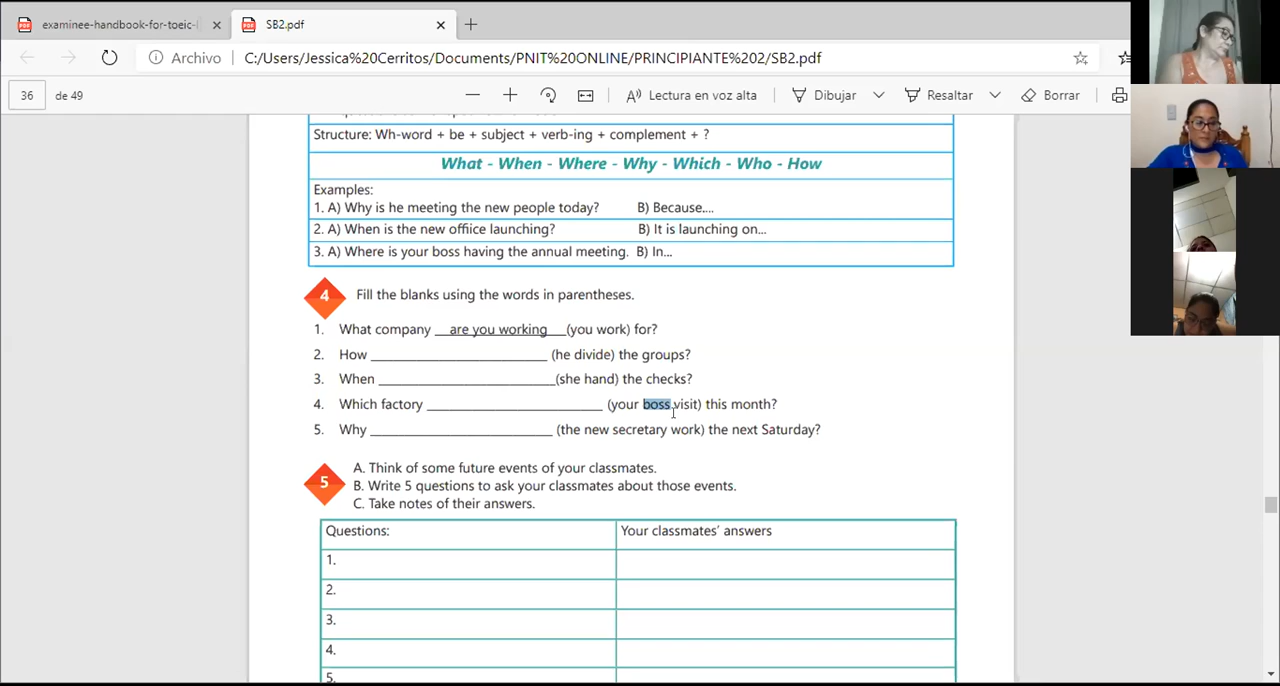 examinee-handbook-for-toeic-l
SB2.pdf
Archivo
C:/Users/Jessica%20Cerritos/Documents/PNIT%20ONLINE/PRINCIPIANTE%202/SB2.pdf
36 de 49
Lectura en voz alta
Dibujar
Resaltar
Borrar
Structure: Wh-word + be + subject + verb-ing + complement + ?
What - When - Where - Why - Which - Who - How
Examples:
1. A) Why is he meeting the new people today? B) Because....
2. A) When is the new office launching? B) It is launching on...
3. A) Where is your boss having the annual meeting. B) In...
4 Fill the blanks using the words in parentheses.
1. What company __are you working___(you work) for?
2. How ________________________ (he divide) the groups?
3. When ________________________(she hand) the checks?
4. Which factory ________________________ (your boss visit) this month?
5. Why _________________________ (the new secretary work) the next Saturday?
5
A. Think of some future events of your classmates.
B. Write 5 questions to ask your classmates about those events.
C. Take notes of their answers.
Questions: Your classmates' answers
1.
2.
3.
4.
5.